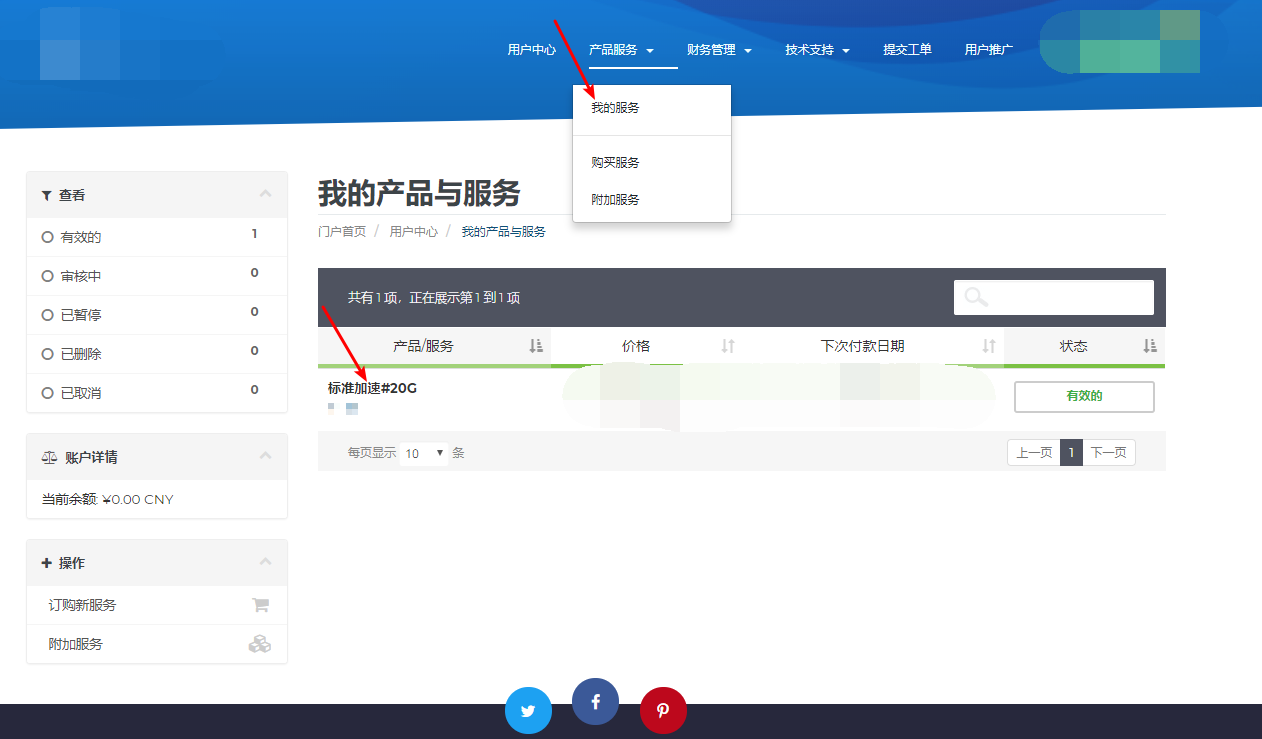 用户中心 产品服务 财务管理 技术支持 提交工单 用户推广
我的服务
购买服务
附加服务
查看
有效的 1
审核中 0
已暂停 0
已删除 0
已取消 0
账户详情
当前余额: ¥0.00 CNY
操作
订购新服务
附加服务
我的产品与服务
门户首页 / 用户中心 / 我的产品与服务
共有 1 项，正在展示第 1 到 1 项
产品/服务 价格 下次付款日期 状态
标准加速#20G
有效的
每页显示 10 条
上一页 1 下一页